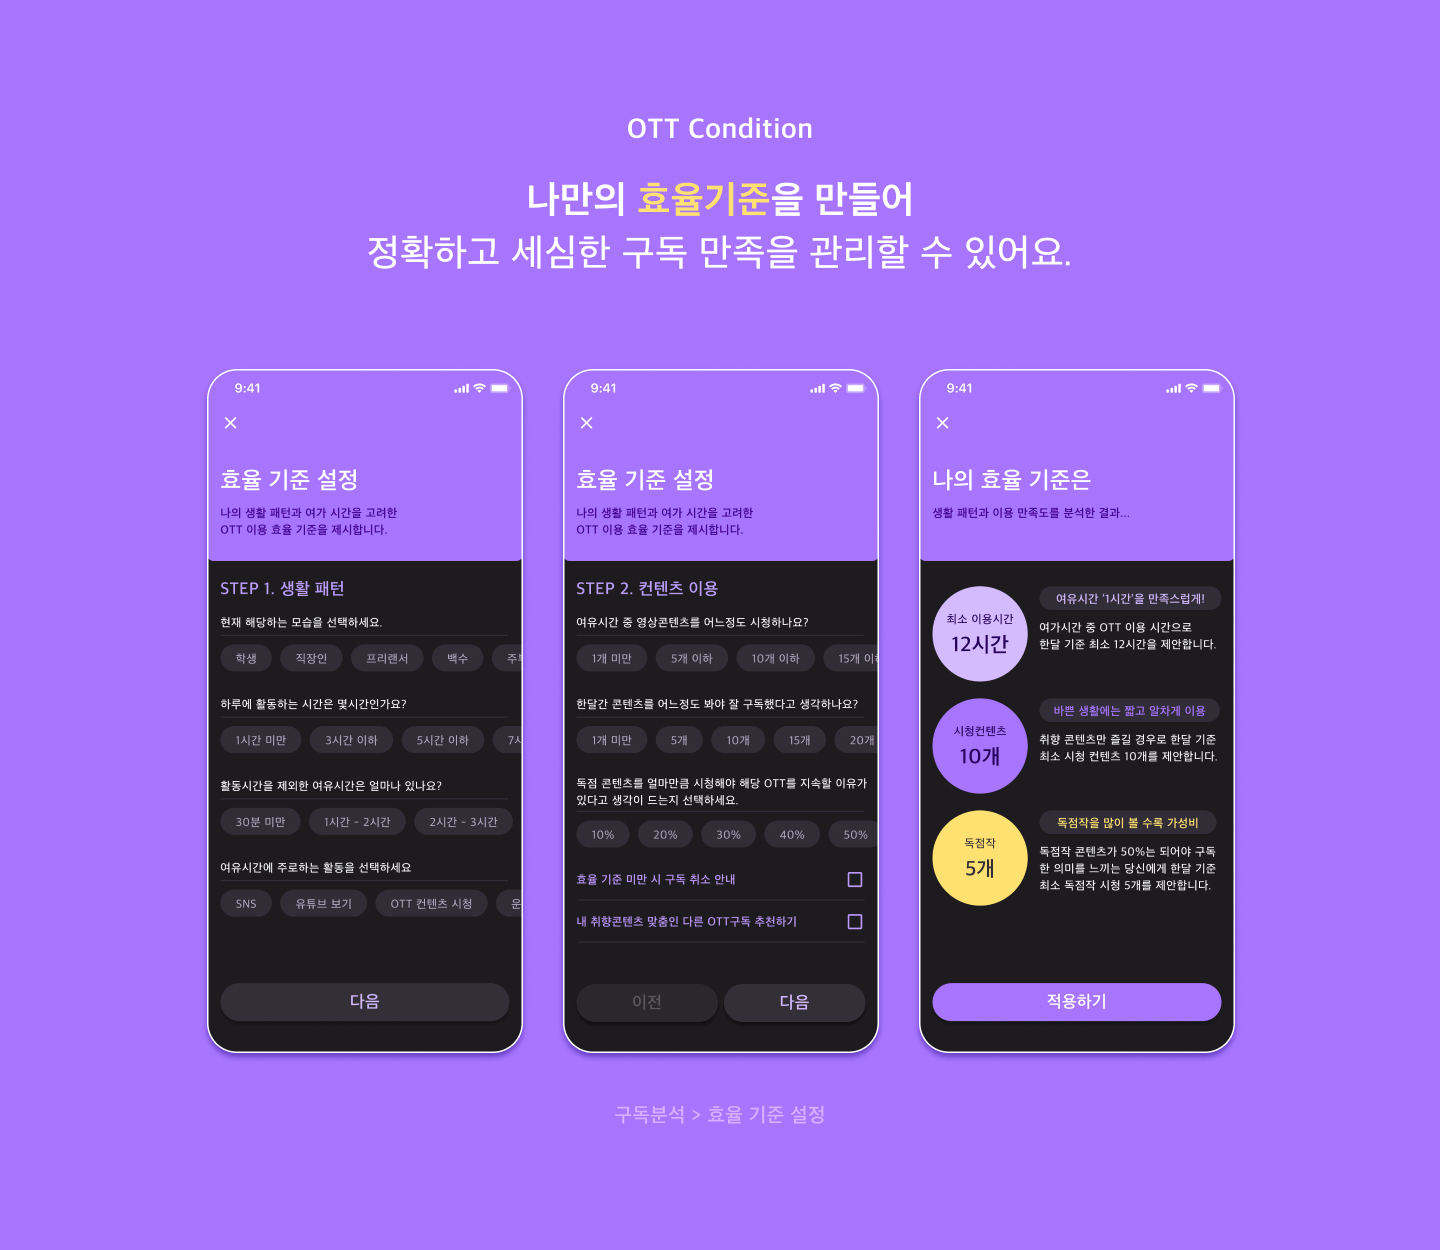 OTT Condition
나만의 효율기준을 만들어
정확하고 세심한 구독 만족을 관리할 수 있어요.
9:41
효율 기준 설정
나의 생활 패턴과 여가 시간을 고려한
OTT 이용 효율 기준을 제시합니다.
STEP 1. 생활 패턴
현재 해당하는 모습을 선택하세요.
학생 직장인 프리랜서 백수
하루에 활동하는 시간은 몇시간인가요?
1시간 미만 3시간 이하 5시간 이하
활동시간을 제외한 여유시간은 얼마나 있나요?
30분 미만 1시간 - 2시간 2시간 - 3시간
여유시간에 주로하는 활동을 선택하세요
SNS 유튜브 보기 OTT 컨텐츠 시청 운
다음
9:41
효율 기준 설정
나의 생활 패턴과 여가 시간을 고려한
OTT 이용 효율 기준을 제시합니다.
STEP 2. 컨텐츠 이용
여유시간 중 영상콘텐츠를 어느정도 시청하나요?
1개 미만 5개 이하 10개 이하 15개
한달간 콘텐츠를 어느정도 봐야 잘 구독했다고 생각하나요?
1개 미만 5개 10개 15개 20개
독점 콘텐츠를 얼마만큼 시청해야 해당 OTT를 지속할 이유가
있다고 생각이 드는지 선택하세요.
10% 20% 30% 40% 50%
효율 기준 미만 시 구독 취소 안내
내 취향콘텐츠 맞춤인 다른 OTT구독 추천하기
이전 다음
9:41
나의 효율 기준은
생활 패턴과 이용 만족도를 분석한 결과...
최소 이용시간
12시간
여유시간 ‘1시간’을 만족스럽게!
여가시간 중 OTT 이용 시간으로
한달 기준 최소 12시간을 제안합니다.
시청컨텐츠
10개
바쁜 생활에는 짧고 알차게 이용
취향 콘텐츠만 즐길 경우로 한달 기준
최소 시청 컨텐츠 10개를 제안합니다.
독점작
5개
독점작을 많이 볼 수록 가성비
독점작 콘텐츠가 50%는 되어야 구독
한 의미를 느끼는 당신에게 한달 기준
최소 독점작 시청 5개를 제안합니다.
적용하기
구독분석 > 효율 기준 설정